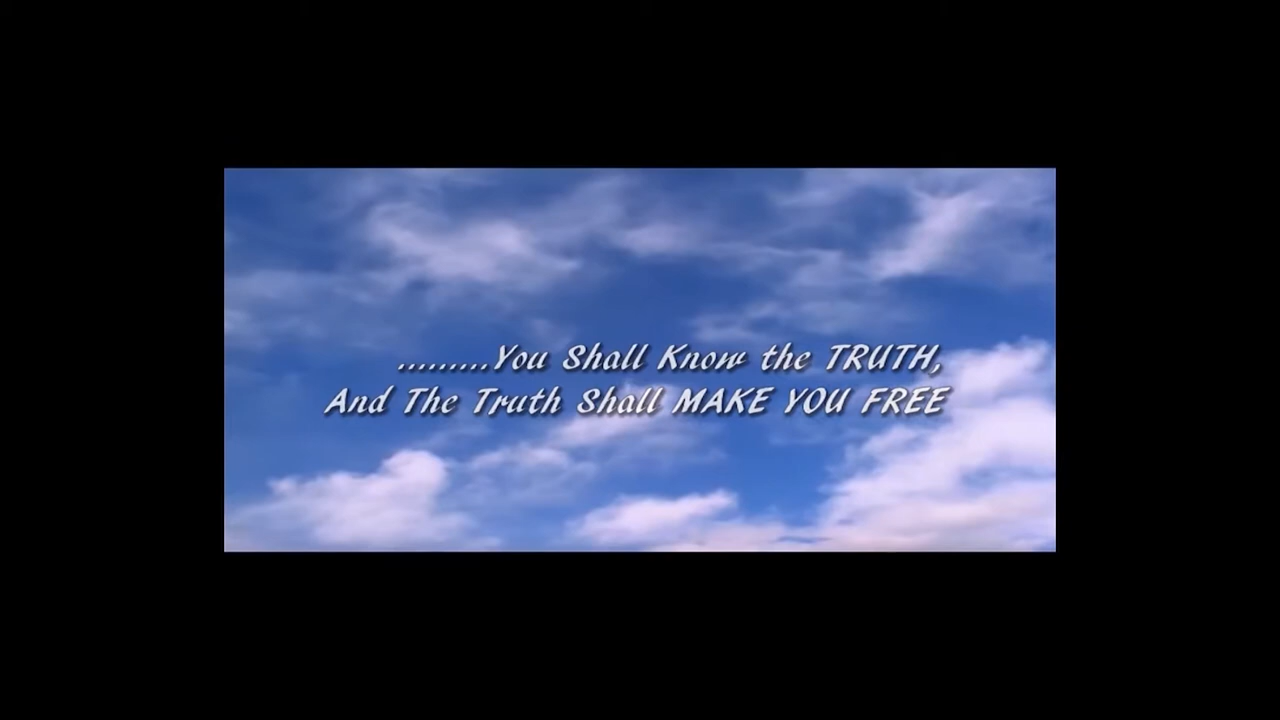 .........You Shall Know the TRUTH,
And The Truth Shall MAKE YOU FREE